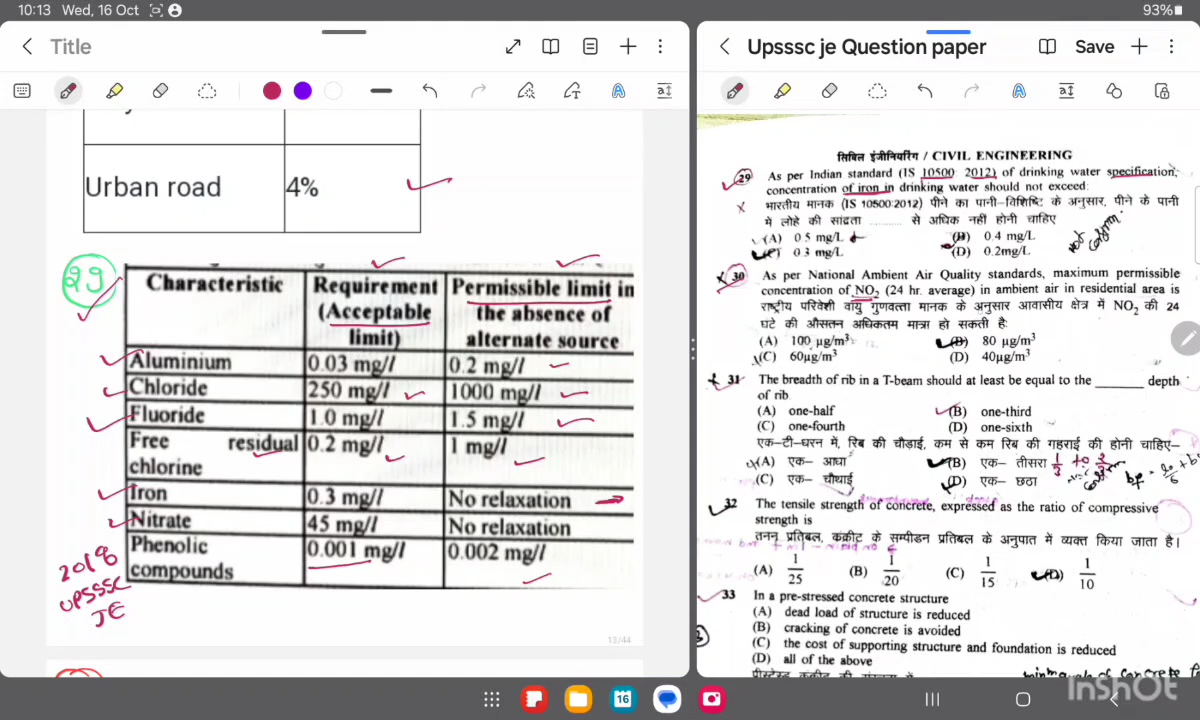 10:13 Wed, 16 Oct
93%
Title
Urban road 4%
29
Characteristic Requirement (Acceptable limit) Permissible limit in the absence of alternate source
Aluminium 0.03 mg/l 0.2 mg/l
Chloride 250 mg/l 1000 mg/l
Fluoride 1.0 mg/l 1.5 mg/l
Free residual chlorine 0.2 mg/l 1 mg/l
Iron 0.3 mg/l No relaxation
Nitrate 45 mg/l No relaxation
Phenolic compounds 0.001 mg/l 0.002 mg/l
2018
UPSSSC
JE
13/44
Upsssc je Question paper
Save
सिविल इंजीनियरिंग / CIVIL ENGINEERING
29 As per Indian standard (IS 10500 2012) of drinking water specification,
concentration of iron in drinking water should not exceed:
भारतीय मानक (IS 10500:2012) पीने का पानी–विशिष्टि के अनुसार, पीने के पानी
मे लोहे की सांद्रता .......... से अधिक नहीं होनी चाहिए
(A) 0.5 mg/L (B) 0.4 mg/L
(C) 0.3 mg/L (D) 0.2mg/L
not confirm.
30 As per National Ambient Air Quality standards, maximum permissible
concentration of NO₂ (24 hr. average) in ambient air in residential area is
राष्ट्रीय परिवेशी वायु गुणवत्ता मानक के अनुसार आवासीय क्षेत्र में NO₂ की 24
घटे की औसतन अधिकतम मात्रा हो सकती है:
(A) 100 µg/m³ (B) 80 µg/m³
(C) 60µg/m³ (D) 40µg/m³
31 The breadth of rib in a T-beam should at least be equal to the ______ depth
of rib.
(A) one-half (B) one-third
(C) one-fourth (D) one-sixth
एक–टी–घरन में, रिब की चौड़ाई, कम से कम रिब की गहराई की होनी चाहिए–
(A) एक– आधा (B) एक– तीसरा
(C) एक– चौथाई (D) एक– छठा
32 The tensile strength of concrete, expressed as the ratio of compressive
strength is
तनन प्रतिबल, कंक्रीट के सम्पीडन प्रतिबल के अनुपात में व्यक्त किया जाता है।
(A) 1/25 (B) 1/20 (C) 1/15 (D) 1/10
33 In a pre-stressed concrete structure
(A) dead load of structure is reduced
(B) cracking of concrete is avoided
(C) the cost of supporting structure and foundation is reduced
(D) all of the above
16
InShOt